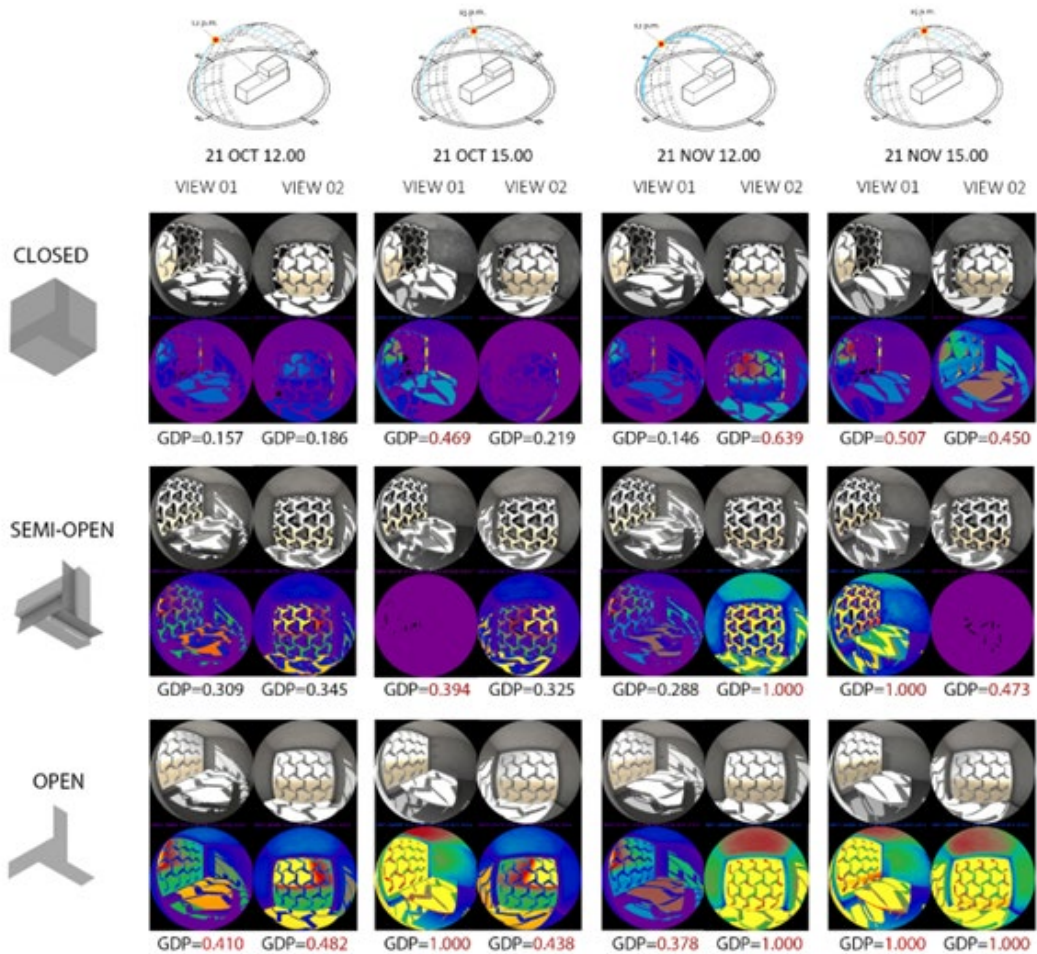 12 p.m.
15 p.m.
12 p.m.
15 p.m.
21 OCT 12.00
21 OCT 15.00
21 NOV 12.00
21 NOV 15.00
VIEW 01 VIEW 02 VIEW 01 VIEW 02 VIEW 01 VIEW 02 VIEW 01 VIEW 02
CLOSED
GDP=0.157 GDP=0.186 GDP=0.469 GDP=0.219 GDP=0.146 GDP=0.639 GDP=0.507 GDP=0.450
SEMI-OPEN
GDP=0.309 GDP=0.345 GDP=0.394 GDP=0.325 GDP=0.288 GDP=1.000 GDP=1.000 GDP=0.473
OPEN
GDP=0.410 GDP=0.482 GDP=1.000 GDP=0.438 GDP=0.378 GDP=1.000 GDP=1.000 GDP=1.000